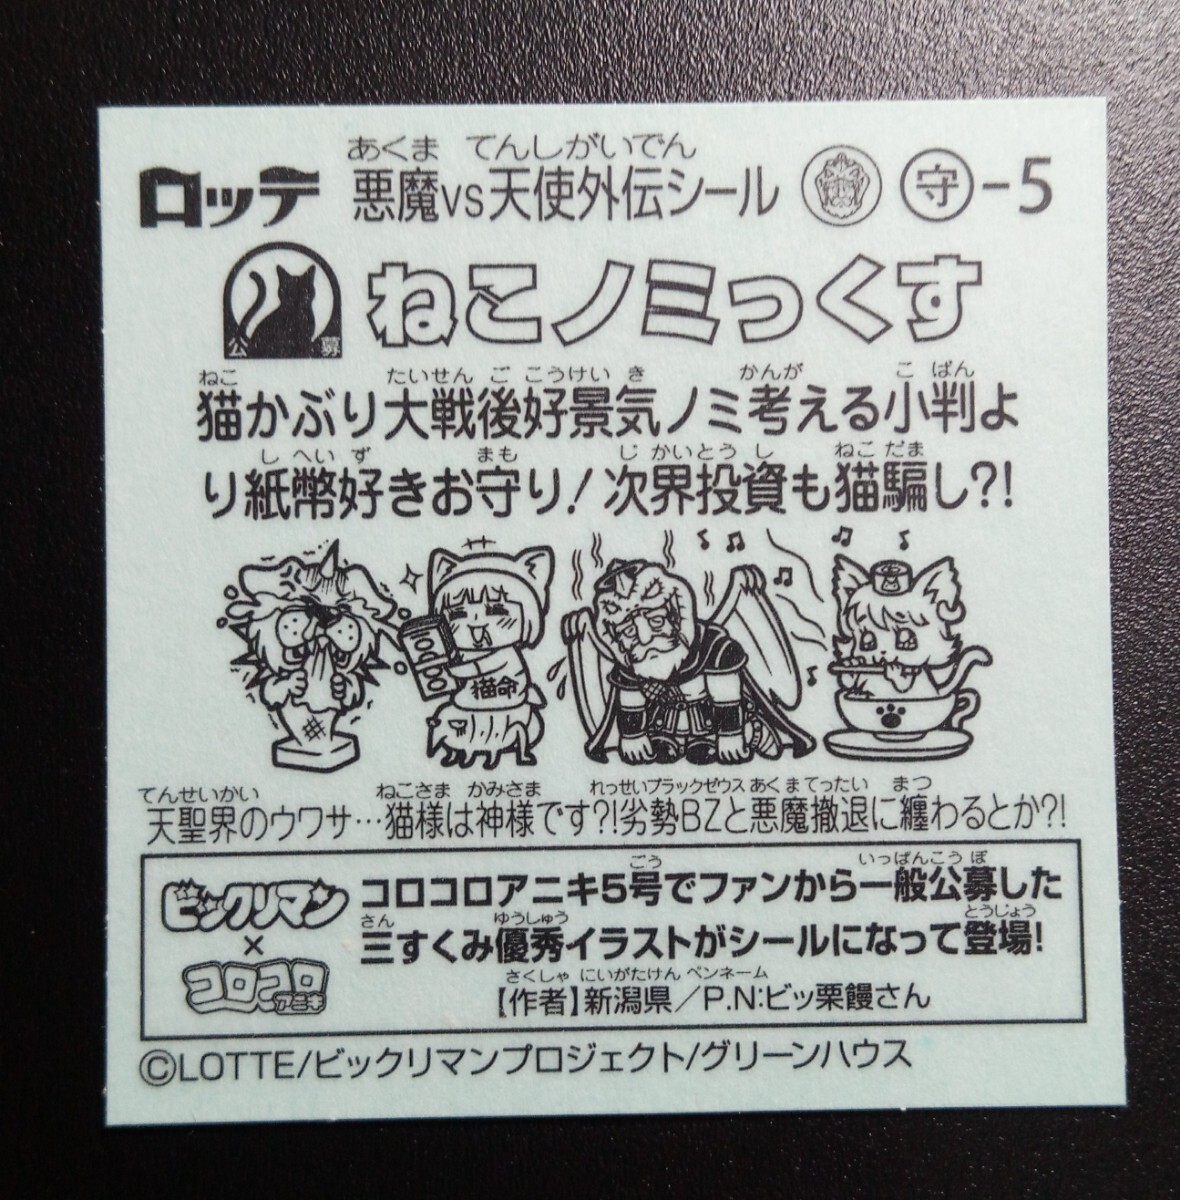 あくま てんしがいでん
ロッテ 悪魔VS天使外伝シール 守-5
公募 ねこノミっくす
ねこ たいせん ご こうけい き かんが こ ばん
猫かぶり大戦後好景気ノミ考える小判よ
し へい ず まも じ かいとう し ねこ だま
り紙幣好きお守り!次界投資も猫騙し?!
猫命
てんせいかい ねこさま かみさま れっせいブラックゼウス あく まてったい まつ
天聖界のウワサ…猫様は神様です?!劣勢BZと悪魔撤退に纏わるとか?!
ごう いっぱんこう ぼ
ビックリマン コロコロアニキ5号でファンから一般公募した
さん ゆうしゅう とうじょう
× 三すくみ優秀イラストがシールになって登場!
コロコロアニキ
さくしゃ にいがたけん ペンネーム
【作者】新潟県/P.N:ビッ栗饅さん
©LOTTE/ビックリマンプロジェクト/グリーンハウス